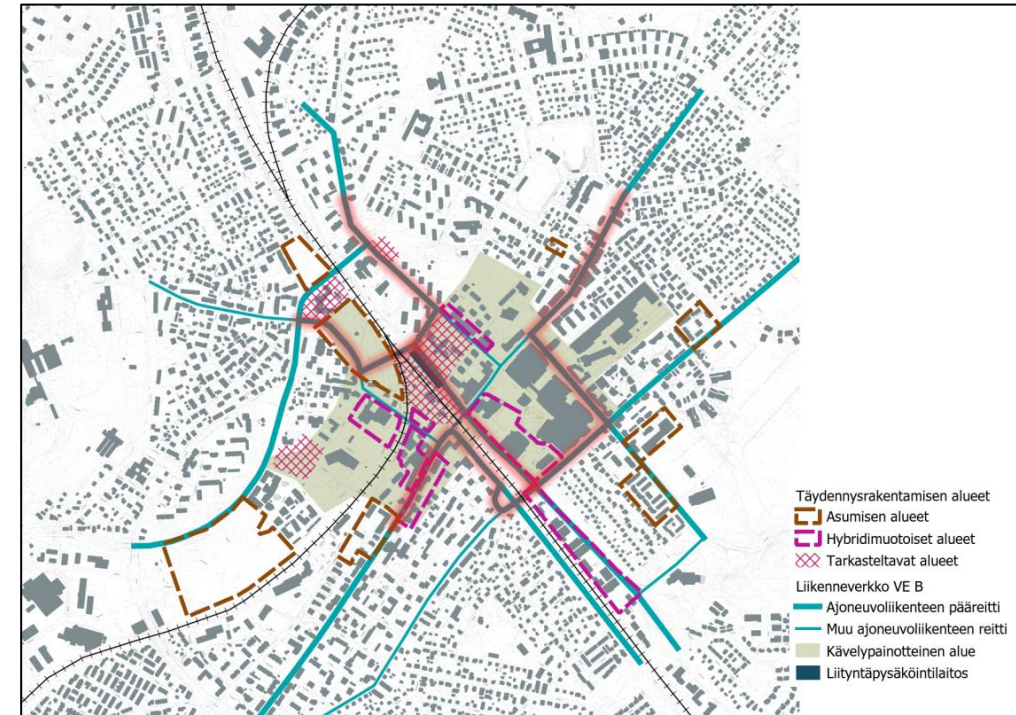 Täydennysrakentamisen alueet
Asumisen alueet
Hybridimuotoiset alueet
Tarkasteltavat alueet
Liikenneverkko VE B
Ajoneuvoliikenteen pääreitti
Muu ajoneuvoliikenteen reitti
Kävelypainotteinen alue
Liityntäpysäköintilaitos